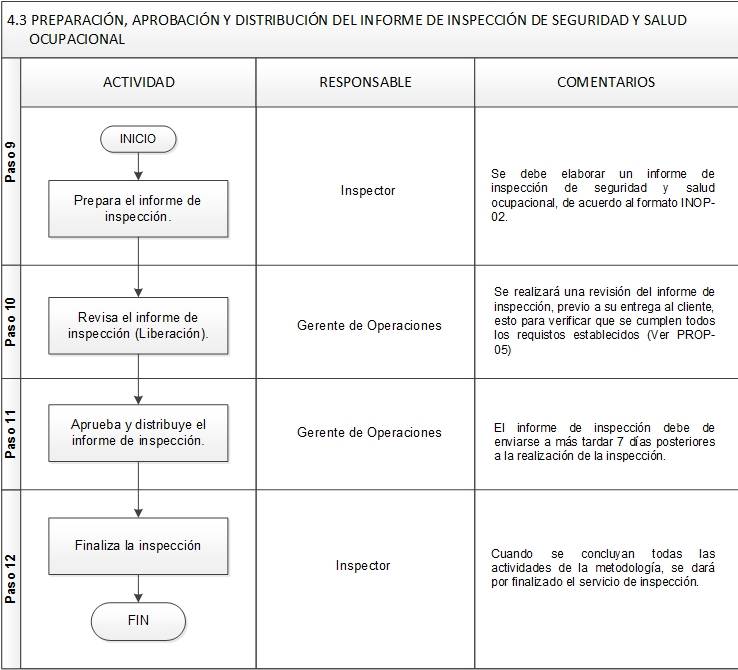 4.3 PREPARACIÓN, APROBACIÓN Y DISTRIBUCIÓN DEL INFORME DE INSPECCIÓN DE SEGURIDAD Y SALUD
OCUPACIONAL
ACTIVIDAD
RESPONSABLE
COMENTARIOS
Paso 9
INICIO
Prepara el informe de
inspección.
Inspector
Se debe elaborar un informe de
inspección de seguridad y salud
ocupacional, de acuerdo al formato INOP-
02.
Paso 10
Revisa el informe de
inspección (Liberación).
Gerente de Operaciones
Se realizará una revisión del informe de
inspección, previo a su entrega al cliente,
esto para verificar que se cumplen todos
los requistos establecidos (Ver PROP-
05)
Paso 11
Aprueba y distribuye el
informe de inspección.
Gerente de Operaciones
El informe de inspección debe de
enviarse a más tardar 7 días posteriores
a la realización de la inspección.
Paso 12
Finaliza la inspección
Inspector
Cuando se concluyan todas las
actividades de la metodología, se dará
por finalizado el servicio de inspección.
FIN